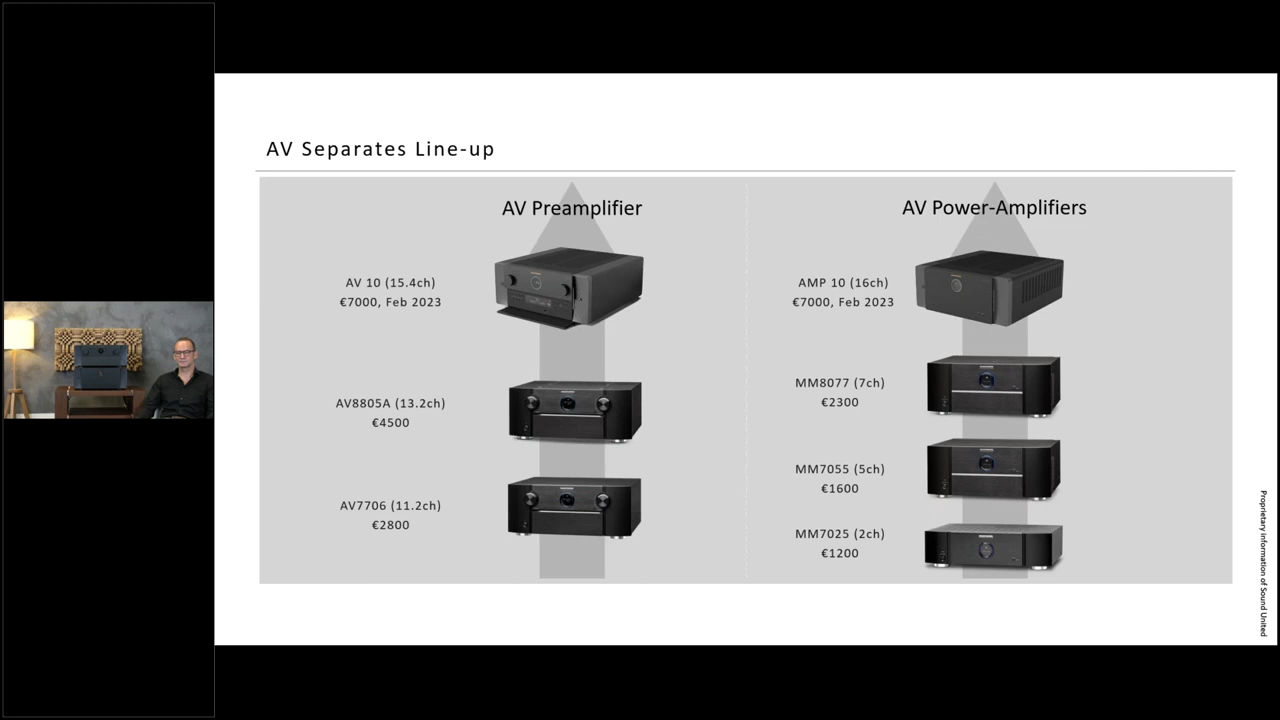 AV Separates Line-up
AV Preamplifier
AV 10 (15.4ch)
€7000, Feb 2023
AV8805A (13.2ch)
€4500
AV7706 (11.2ch)
€2800
AV Power-Amplifiers
AMP 10 (16ch)
€7000, Feb 2023
MM8077 (7ch)
€2300
MM7055 (5ch)
€1600
MM7025 (2ch)
€1200
Proprietary information of Sound United